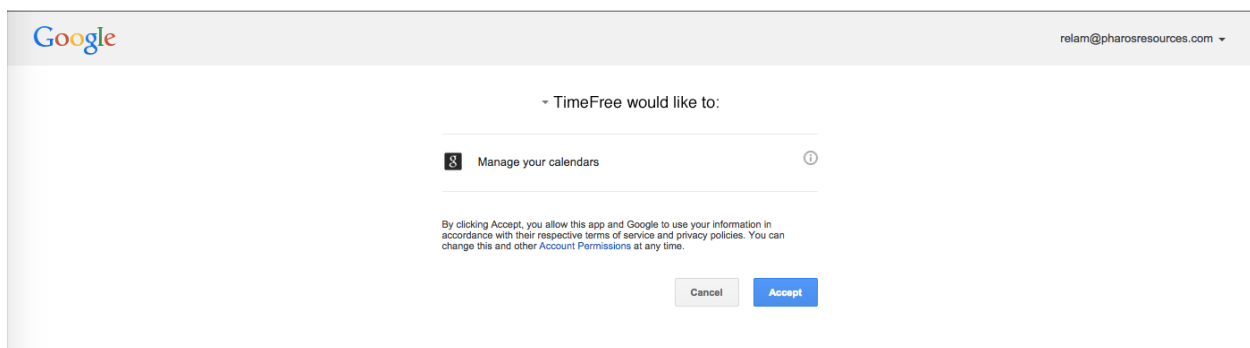 Google
relam@pharosresources.com
TimeFree would like to:
8 Manage your calendars i
By clicking Accept, you allow this app and Google to use your information in
accordance with their respective terms of service and privacy policies. You can
change this and other Account Permissions at any time.
Cancel Accept